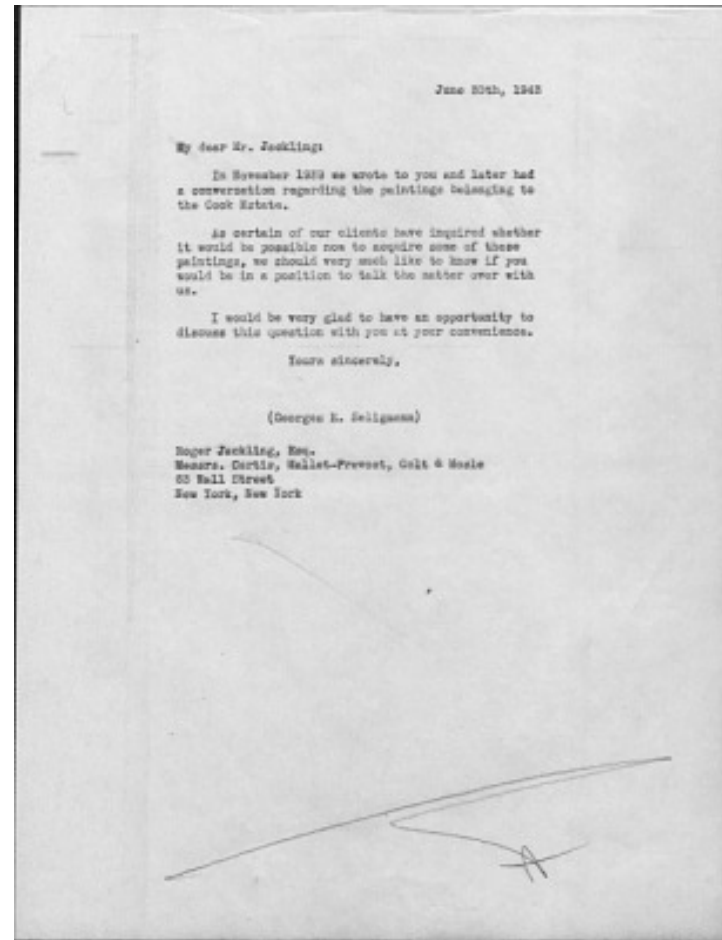 June 30th, 1943
My dear Mr. Jackling:
In November 1939 we wrote to you and later had
a conversation regarding the paintings belonging to
the Cook Estate.
As certain of our clients have inquired whether
it would be possible now to acquire some of these
paintings, we should very much like to know if you
would be in a position to talk the matter over with
us.
I would be very glad to have an opportunity to
discuss this question with you at your convenience.
Yours sincerely,
(Georges E. Seligmann)
Roger Jackling, Esq.
Messrs. Curtis, Mallet-Prevost, Colt & Mosle
63 Wall Street
New York, New York